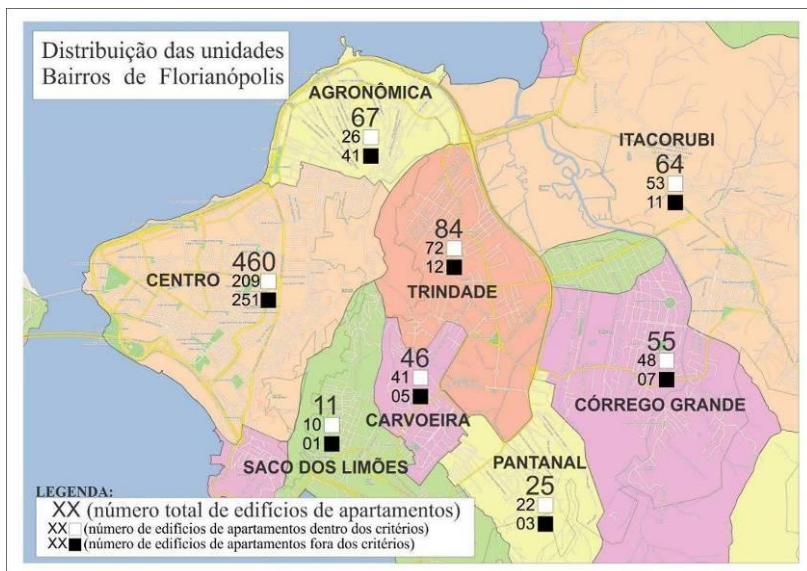 Distribuição das unidades
Bairros de Florianópolis
AGRONÔMICA
67
26
41
ITACORUBI
64
53
11
84
72
12
TRINDADE
CENTRO
460
209
251
46
41
05
CARVOEIRA
55
48
07
CÓRREGO GRANDE
11
10
01
SACO DOS LIMÕES
PANTANAL
25
22
03
LEGENDA:
XX (número total de edifícios de apartamentos)
XX (número de edifícios de apartamentos dentro dos critérios)
XX (número de edifícios de apartamentos fora dos critérios)